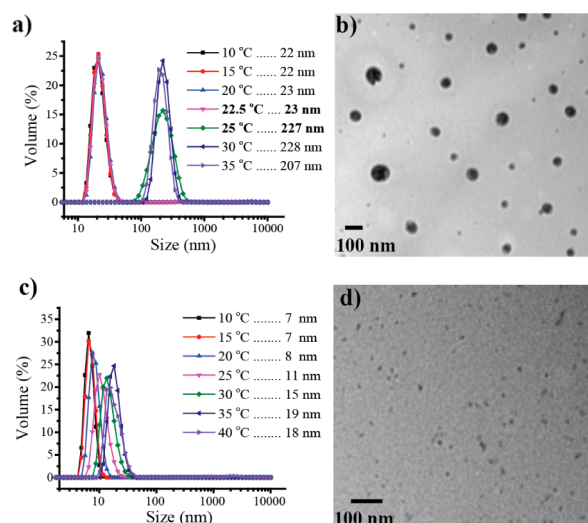 a)
35
30
25
20
15
10
5
0
Volume (%)
10 100 1000 10000
Size (nm)
10 °C ...... 22 nm
15 °C ...... 22 nm
20 °C ...... 23 nm
22.5 °C .... 23 nm
25 °C ...... 227 nm
30 °C ...... 228 nm
35 °C ...... 207 nm
b)
100 nm
c)
35
30
25
20
15
10
5
0
Volume (%)
10 100 1000 10000
Size (nm)
10 °C ........ 7 nm
15 °C ........ 7 nm
20 °C ........ 8 nm
25 °C ........ 11 nm
30 °C ........ 15 nm
35 °C ........ 19 nm
40 °C ........ 18 nm
d)
100 nm